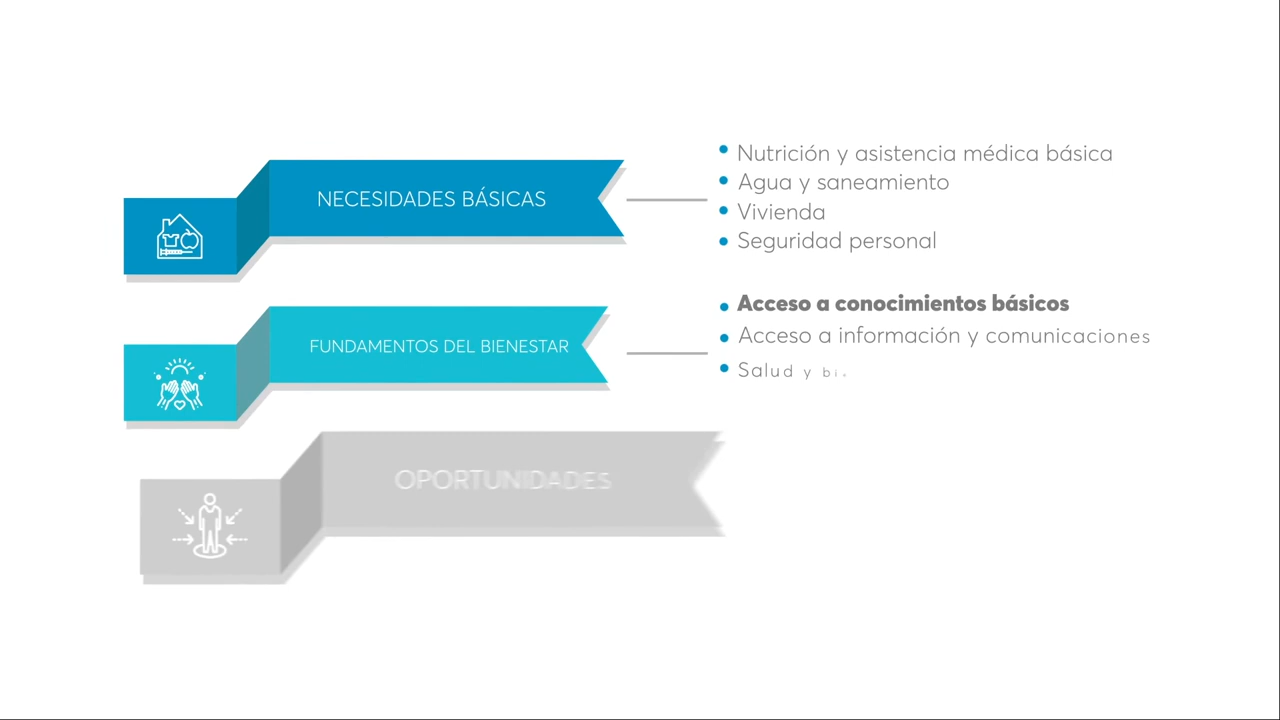 NECESIDADES BÁSICAS
Nutrición y asistencia médica básica
Agua y saneamiento
Vivienda
Seguridad personal
FUNDAMENTOS DEL BIENESTAR
Acceso a conocimientos básicos
Acceso a información y comunicaciones
Salud y
OPORTUNIDADES